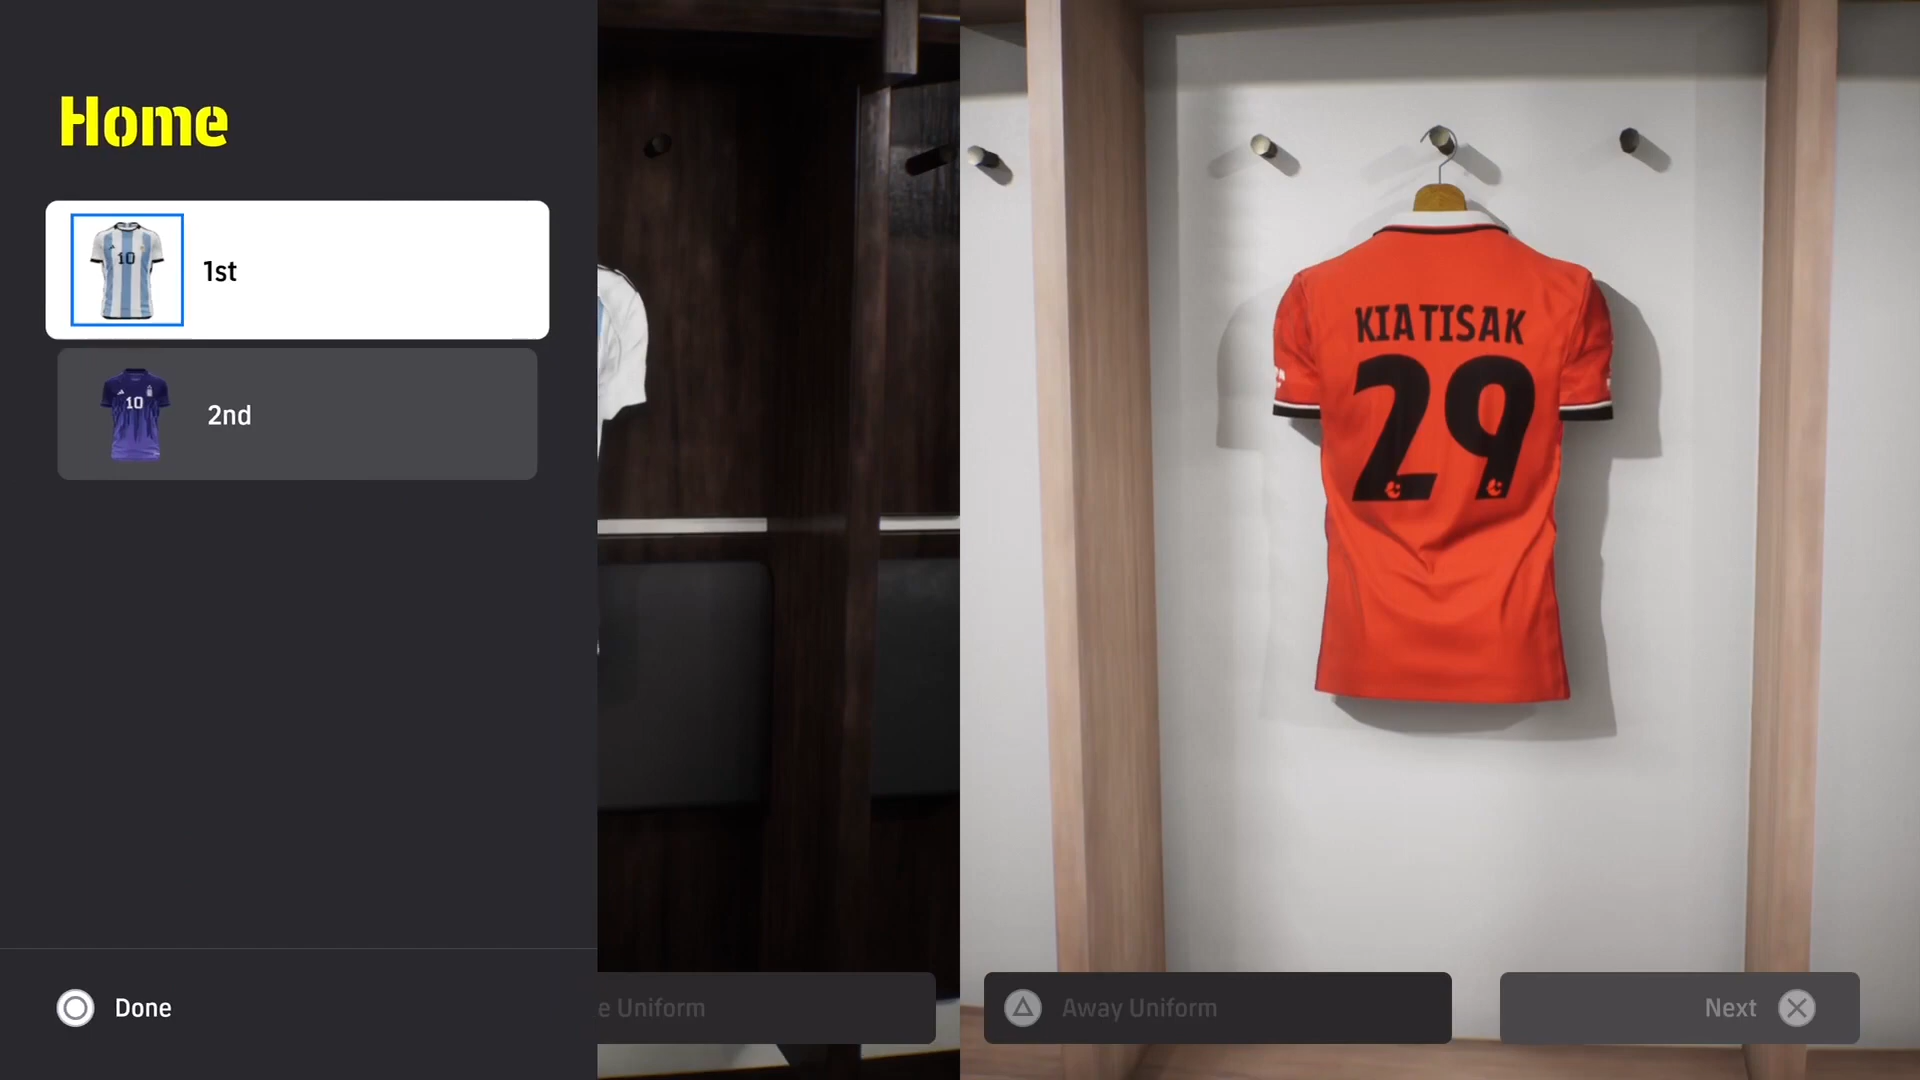 Home
10
1st
10
2nd
KIATISAK
29
Done
e Uniform
Away Uniform
Next